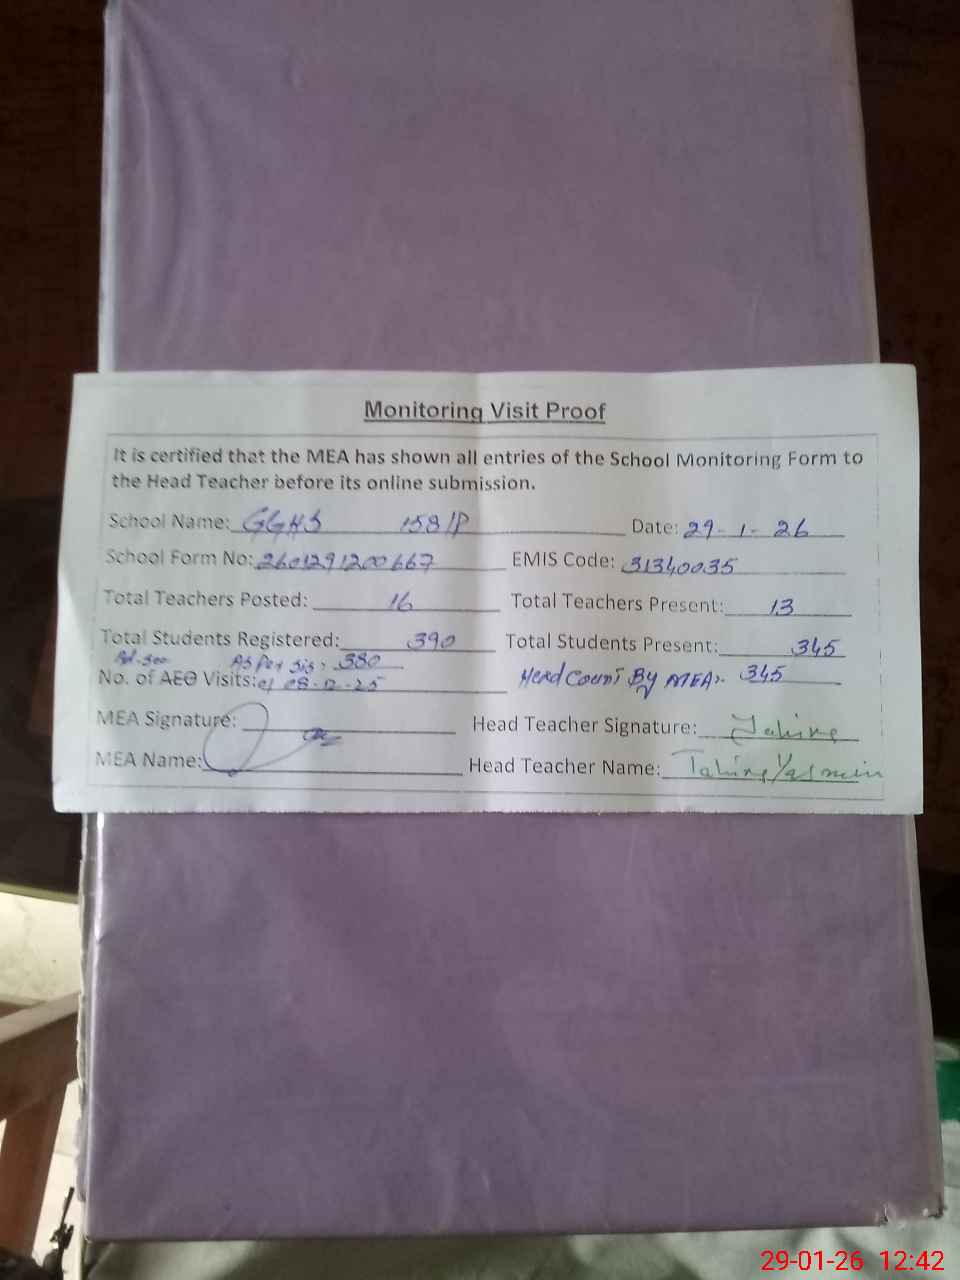 Monitoring Visit Proof
It is certified that the MEA has shown all entries of the School Monitoring Form to
the Head Teacher before its online submission.
School Name: GGHS 158/P Date: 29-1-26
School Form No: 2601291200667 EMIS Code: 31340035
Total Teachers Posted: 16 Total Teachers Present: 13
Total Students Registered: 390 Total Students Present: 345
As Per Sis, 380
No. of AEO Visits: 08-12-25 Head Count By MEA:- 345
MEA Signature: Head Teacher Signature: Tahira
MEA Name: Head Teacher Name: Tahira Yasmin
29-01-26 12:42